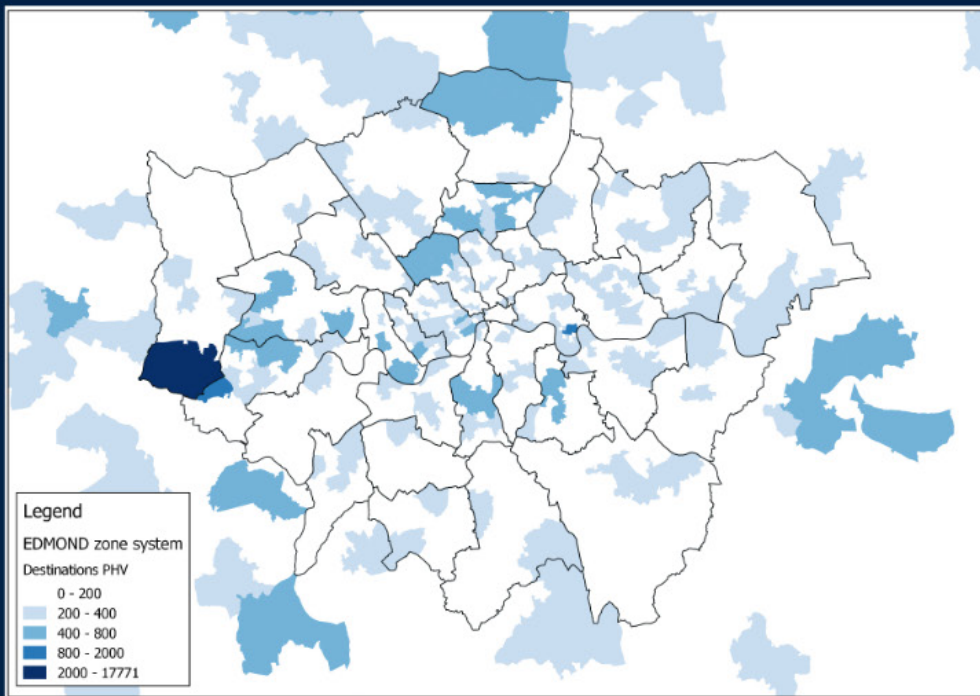 Legend
EDMOND zone system
Destinations PHV
0 - 200
200 - 400
400 - 800
800 - 2000
2000 - 17771